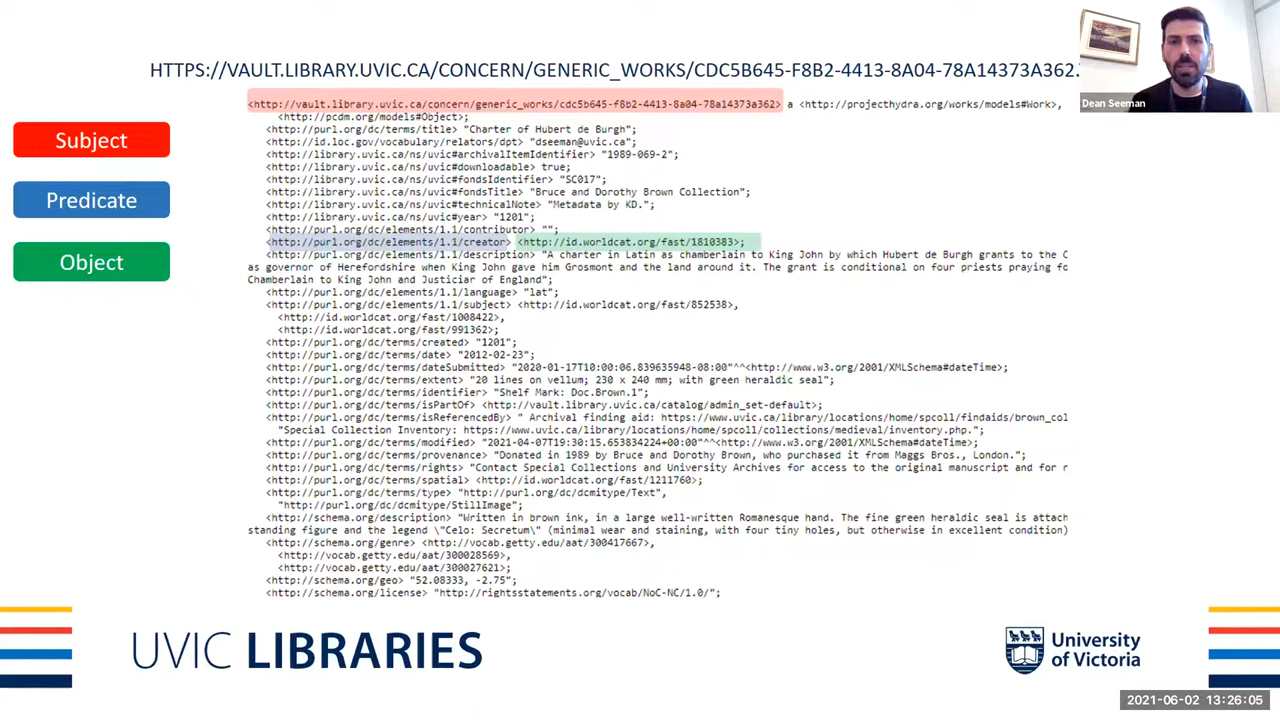 HTTPS://VAULT.LIBRARY.UVIC.CA/CONCERN/GENERIC_WORKS/CDC5B645-F8B2-4413-8A04-78A14373A362.
Dean Seeman
Subject
Predicate
Object
<http://vault.library.uvic.ca/concern/generic_works/cdc5b645-f8b2-4413-8a04-78a14373a362> a <http://projecthydra.org/works/models#Work>,
<http://pcdm.org/models#Object>;
<http://purl.org/dc/terms/title> "Charter of Hubert de Burgh";
<http://id.loc.gov/vocabulary/relators/dpt> "dseeman@uvic.ca";
<http://library.uvic.ca/ns/uvic#archivalItemIdentifier> "1989-069-2";
<http://library.uvic.ca/ns/uvic#downloadable> true;
<http://library.uvic.ca/ns/uvic#fondsIdentifier> "SC017";
<http://library.uvic.ca/ns/uvic#fondsTitle> "Bruce and Dorothy Brown Collection";
<http://library.uvic.ca/ns/uvic#technicalNote> "Metadata by KD.";
<http://library.uvic.ca/ns/uvic#year> "1201";
<http://purl.org/dc/elements/1.1/contributor> "";
<http://purl.org/dc/elements/1.1/creator> <http://id.worldcat.org/fast/1810383>;
<http://purl.org/dc/elements/1.1/description> "A charter in Latin as chamberlain to King John by which Hubert de Burgh grants to the C
as governor of Herefordshire when King John gave him Grosmont and the land around it. The grant is conditional on four priests praying fo
Chamberlain to King John and Justiciar of England";
<http://purl.org/dc/elements/1.1/language> "lat";
<http://purl.org/dc/elements/1.1/subject> <http://id.worldcat.org/fast/852538>,
<http://id.worldcat.org/fast/1008422>,
<http://id.worldcat.org/fast/991362>;
<http://purl.org/dc/terms/created> "1201";
<http://purl.org/dc/terms/date> "2012-02-23";
<http://purl.org/dc/terms/dateSubmitted> "2020-01-17T10:00:06.839635948-08:00"^^<http://www.w3.org/2001/XMLSchema#dateTime>;
<http://purl.org/dc/terms/extent> "20 lines on vellum; 230 x 240 mm; with green heraldic seal";
<http://purl.org/dc/terms/identifier> "Shelf Mark: Doc.Brown.1";
<http://purl.org/dc/terms/isPartOf> <http://vault.library.uvic.ca/catalog/admin_set-default>;
<http://purl.org/dc/terms/isReferencedBy> " Archival finding aid: https://www.uvic.ca/library/locations/home/spcoll/findaids/brown_col
"Special Collection Inventory: https://www.uvic.ca/library/locations/home/spcoll/collections/medieval/inventory.php.";
<http://purl.org/dc/terms/modified> "2021-04-07T19:30:15.653834224+00:00"^^<http://www.w3.org/2001/XMLSchema#dateTime>;
<http://purl.org/dc/terms/provenance> "Donated in 1989 by Bruce and Dorothy Brown, who purchased it from Maggs Bros., London.";
<http://purl.org/dc/terms/rights> "Contact Special Collections and University Archives for access to the original manuscript and for r
<http://purl.org/dc/terms/spatial> <http://id.worldcat.org/fast/1211760>;
<http://purl.org/dc/terms/type> "http://purl.org/dc/dcmitype/Text",
"http://purl.org/dc/dcmitype/StillImage";
<http://schema.org/description> "Written in brown ink, in a large well-written Romanesque hand. The fine green heraldic seal is attach
standing figure and the legend \"Celo: Secretum\" (minimal wear and staining, with four tiny holes, but otherwise in excellent condition)
<http://schema.org/genre> <http://vocab.getty.edu/aat/300417667>,
<http://vocab.getty.edu/aat/300028569>,
<http://vocab.getty.edu/aat/300027621>;
<http://schema.org/geo> "52.08333, -2.75";
<http://schema.org/license> "http://rightsstatements.org/vocab/NoC-NC/1.0/";
UVIC LIBRARIES
University
of Victoria
2021-06-02 13:26:05